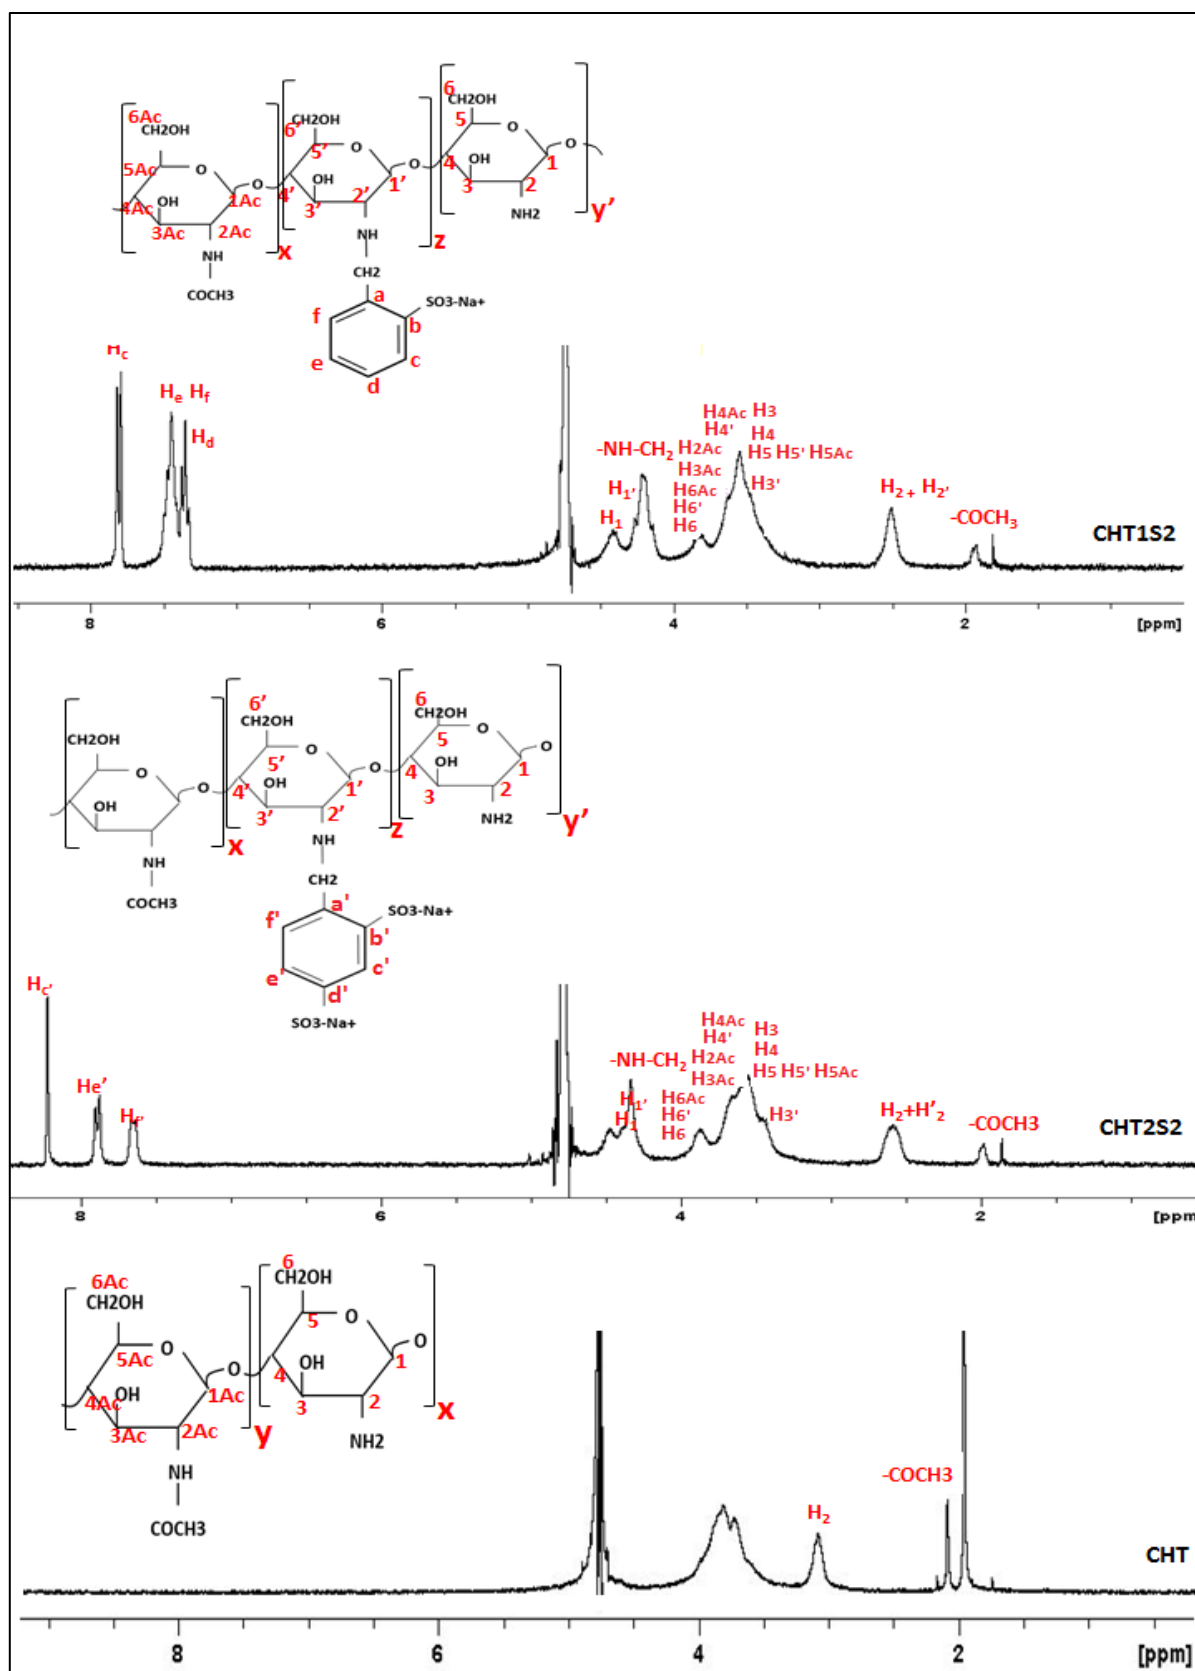 6Ac
CH2OH
5Ac
O
OH
4Ac
3Ac
2Ac
1Ac
O
NH
COCH3
x
6'
CH2OH
5'
O
OH
4'
3'
2'
1'
O
NH
CH2
a
SO3-Na+
f
b
e
c
d
z
6
CH2OH
5
O
OH
4
3
2
1
O
NH2
y'
Hc
He Hf
Hd
-NH-CH2
H1'
H1
H2Ac
H3Ac
H6Ac
H6'
H6
H4Ac H3
H4' H4
H5 H5' H5Ac
H3'
H2 + H2'
-COCH3
CHT1S2
8 6 4 2 [ppm]
CH2OH
O
OH
O
NH
COCH3
x
6'
CH2OH
5'
O
OH
4'
3'
2'
1'
O
NH
CH2
a'
SO3-Na+
f'
b'
e'
c'
d'
SO3-Na+
z
6
CH2OH
5
O
OH
4
3
2
1
O
NH2
y'
Hc'
He'
Hf'
-NH-CH2
H1'
H1
H2Ac
H3Ac
H6Ac
H6'
H6
H4Ac H3
H4' H4
H5 H5' H5Ac
H3'
H2+H'2
-COCH3
CHT2S2
8 6 4 2 [ppm]
6Ac
CH2OH
5Ac
O
OH
4Ac
3Ac
2Ac
1Ac
O
NH
COCH3
y
6
CH2OH
5
O
OH
4
3
2
1
O
NH2
x
H2
-COCH3
CHT
8 6 4 2 [ppm]